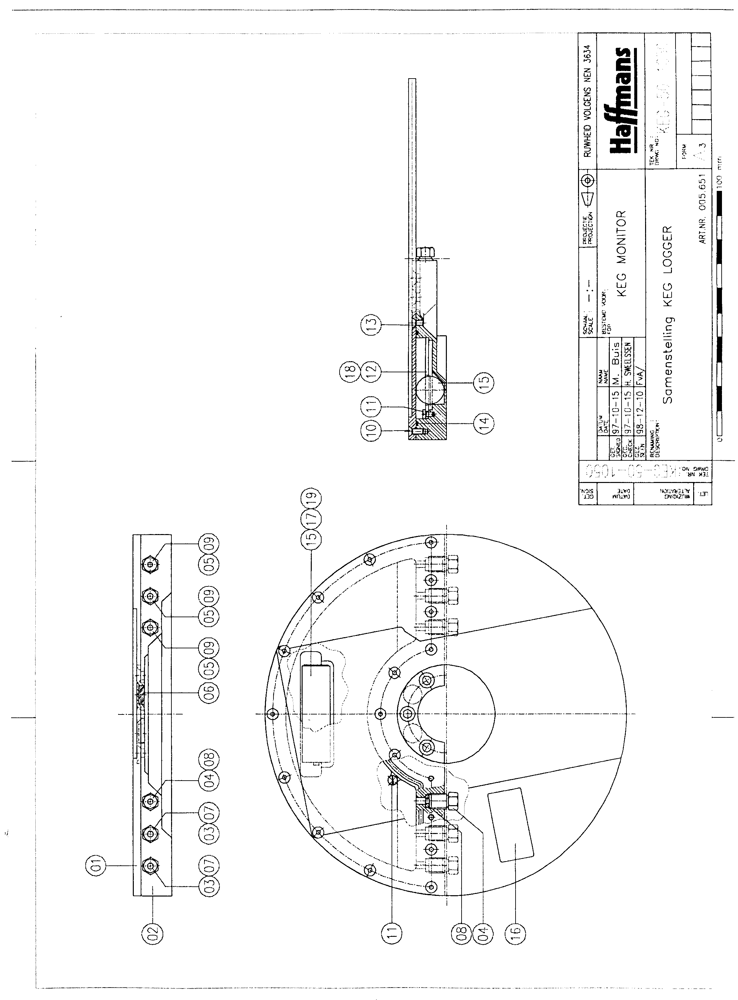 01
02
03 07
03 07
04 08
06 05 09
05 09
05 09
15 17 19
11
08
04
16
18
12
13
10 11
14
15
RUWHEID VOLGENS NEN 3634
PROJECTIE
PROJECTION
SCHAAL :
SCALE : -:-
Haffmans
BESTEMD VOOR:
FOR
KEG MONITOR
DATUM
DATE
NAAM
NAME
GET.
SIGNED 97-10-15 M. Buis
GEC.
CHECK 97-10-15 H. SWEELSSEN
GEZ.
SEEN 98-12-10 FvA/
BENAMING :
DESCRIPTION:
Samenstelling KEG LOGGER
ART.NR. 005.651
TEK NR :
DRWG NO :
FORM
A 3
TEK NR.
DRWG NO. : KEG-50-1050
LET.
WIJZIGING
ALTERATION
DATUM
DATE
GET.
SIGN.
0 100 mm